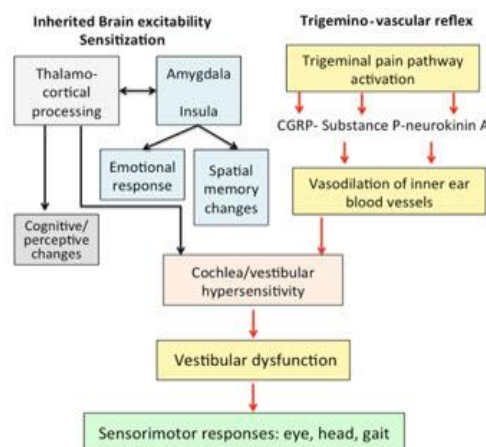 Inherited Brain excitability
Sensitization
Trigemino-vascular reflex
Thalamo-
cortical
processing
Amygdala
Insula
Trigeminal pain pathway
activation
CGRP- Substance P-neurokinin A
Emotional
response
Spatial
memory
changes
Vasodilation of inner ear
blood vessels
Cognitive/
perceptive
changes
Cochlea/vestibular
hypersensitivity
Vestibular dysfunction
Sensorimotor responses: eye, head, gait